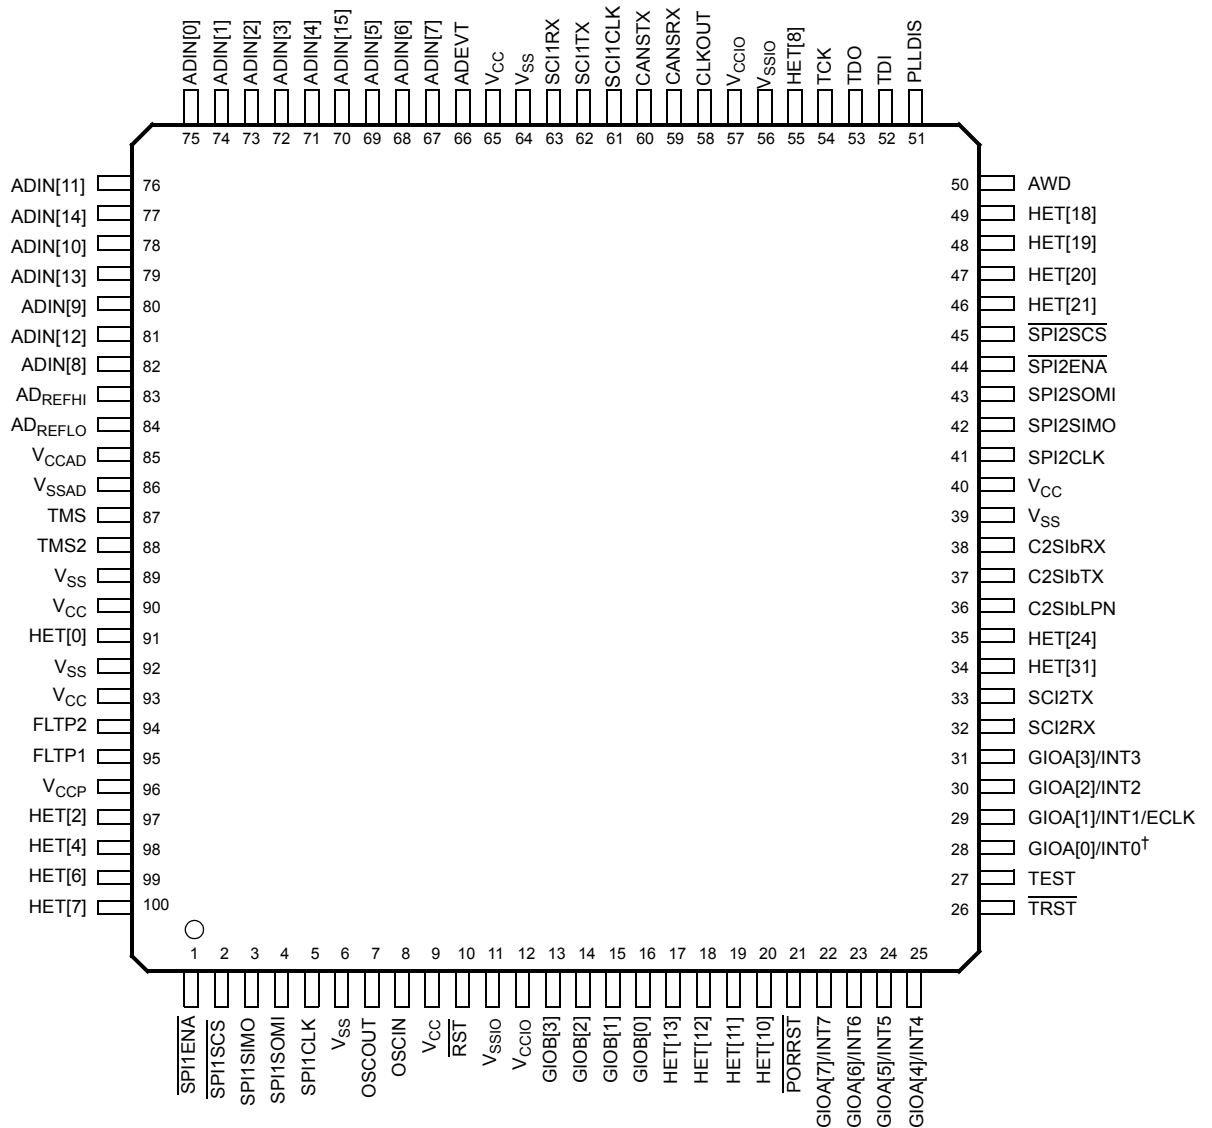 ADIN[0] ADIN[1] ADIN[2] ADIN[3] ADIN[4] ADIN[15] ADIN[5] ADIN[6] ADIN[7] ADEVT VCC VSS SCI1RX SCI1TX SCI1CLK CANSTX CANSRX CLKOUT VCCIO VSSIO HET[8] TCK TDO TDI PLLDIS
75 74 73 72 71 70 69 68 67 66 65 64 63 62 61 60 59 58 57 56 55 54 53 52 51
ADIN[11] 76 50 AWD
ADIN[14] 77 49 HET[18]
ADIN[10] 78 48 HET[19]
ADIN[13] 79 47 HET[20]
ADIN[9] 80 46 HET[21]
ADIN[12] 81 45 SPI2SCS
ADIN[8] 82 44 SPI2ENA
ADREFHI 83 43 SPI2SOMI
ADREFLO 84 42 SPI2SIMO
VCCAD 85 41 SPI2CLK
VSSAD 86 40 VCC
TMS 87 39 VSS
TMS2 88 38 C2SIbRX
VSS 89 37 C2SIbTX
VCC 90 36 C2SIbLPN
HET[0] 91 35 HET[24]
VSS 92 34 HET[31]
VCC 93 33 SCI2TX
FLTP2 94 32 SCI2RX
FLTP1 95 31 GIOA[3]/INT3
VCCP 96 30 GIOA[2]/INT2
HET[2] 97 29 GIOA[1]/INT1/ECLK
HET[4] 98 28 GIOA[0]/INT0†
HET[6] 99 27 TEST
HET[7] 100 26 TRST
1 2 3 4 5 6 7 8 9 10 11 12 13 14 15 16 17 18 19 20 21 22 23 24 25
SPI1ENA SPI1SCS SPI1SIMO SPI1SOMI SPI1CLK VSS OSCOUT OSCIN VCC RST VSSIO VCCIO GIOB[3] GIOB[2] GIOB[1] GIOB[0] HET[13] HET[12] HET[11] HET[10] PORRST GIOA[7]/INT7 GIOA[6]/INT6 GIOA[5]/INT5 GIOA[4]/INT4